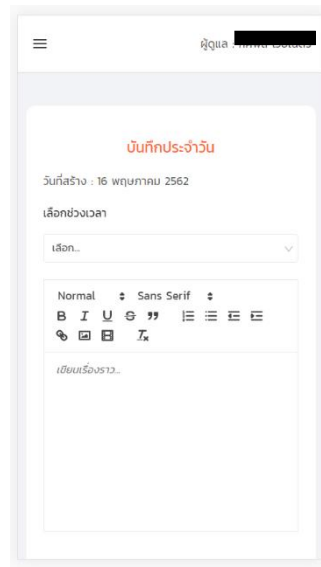 ผู้ดูแล :
บันทึกประจำวัน
วันที่สร้าง : 16 พฤษภาคม 2562
เลือกช่วงเวลา
เลือก...
Normal Sans Serif
B I U S
เขียนเรื่องราว...